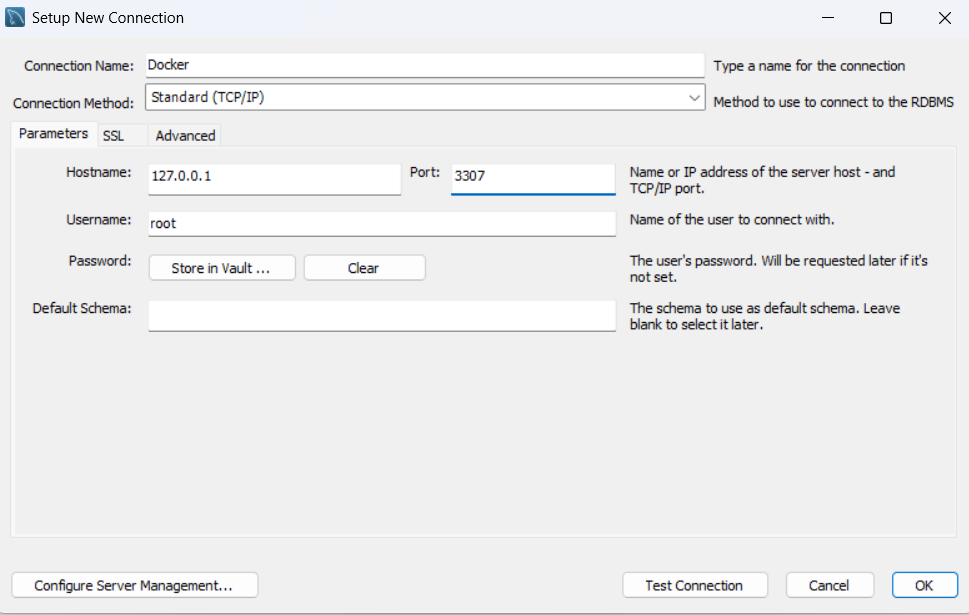 Setup New Connection
Connection Name: Docker Type a name for the connection
Connection Method: Standard (TCP/IP) Method to use to connect to the RDBMS
Parameters SSL Advanced
Hostname: 127.0.0.1 Port: 3307 Name or IP address of the server host - and
TCP/IP port.
Username: root Name of the user to connect with.
Password: Store in Vault ... Clear The user's password. Will be requested later if it's
not set.
Default Schema: The schema to use as default schema. Leave
blank to select it later.
Configure Server Management... Test Connection Cancel OK